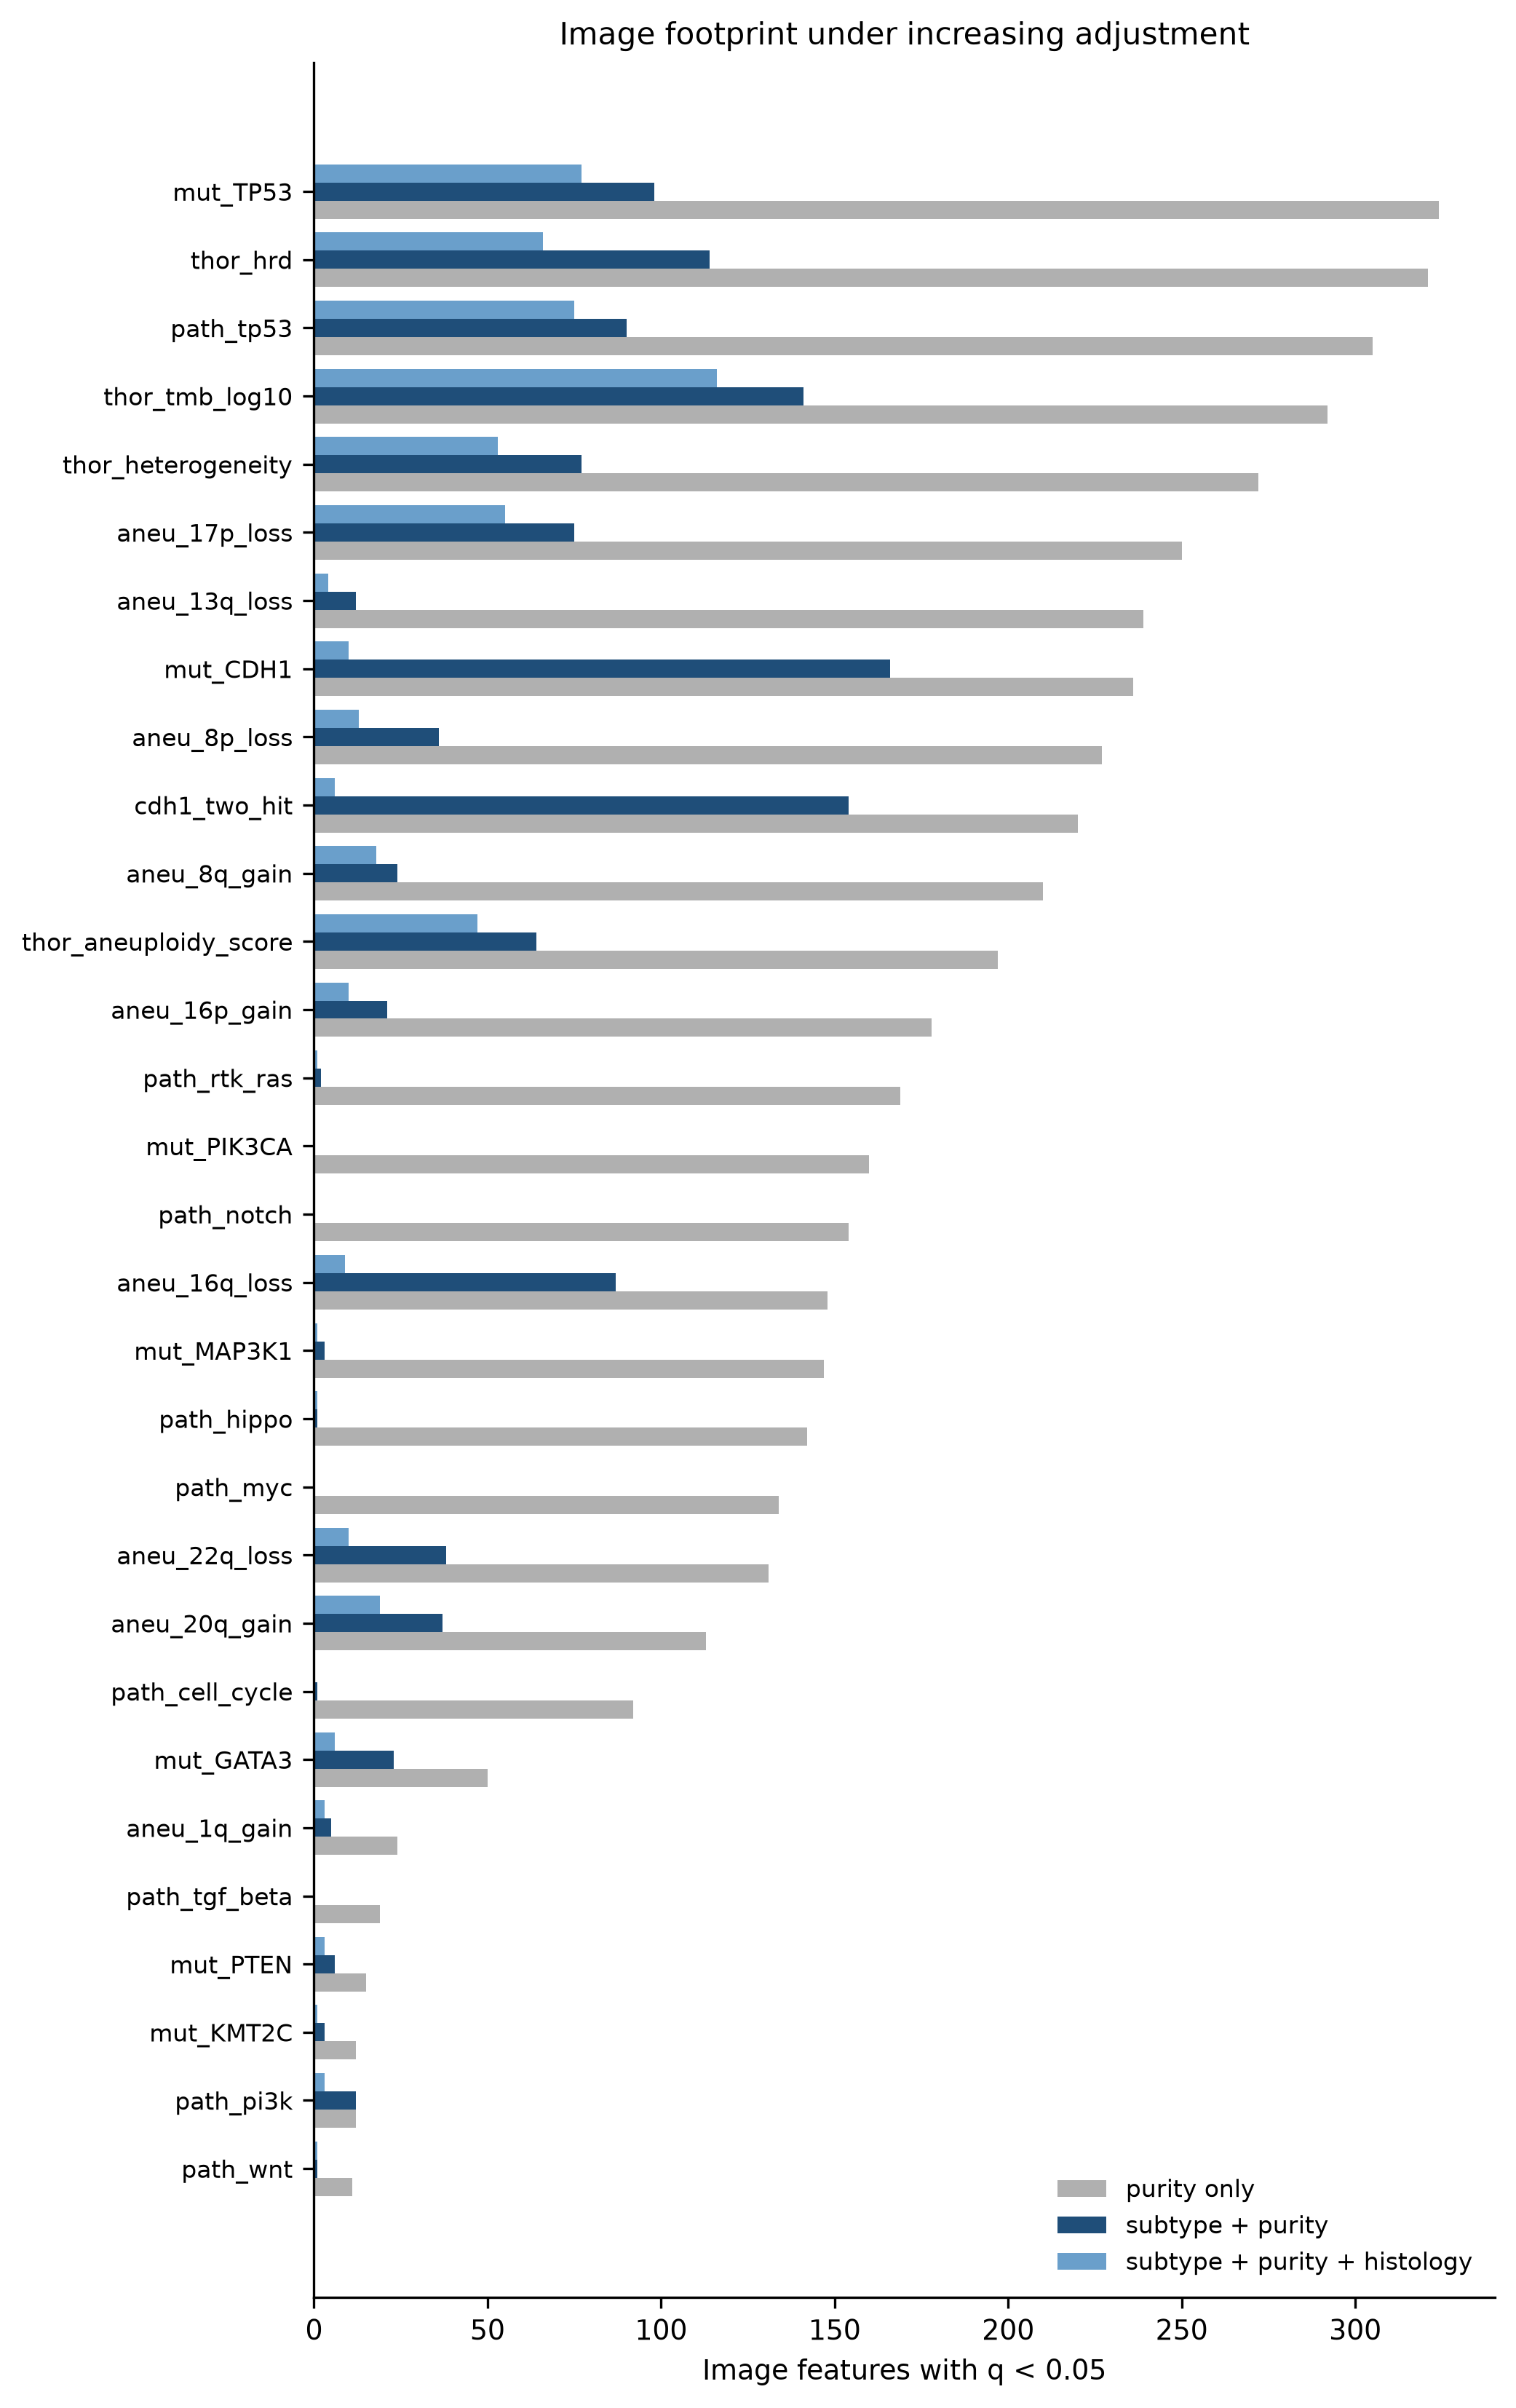 Image footprint under increasing adjustment
mut_TP53
thor_hrd
path_tp53
thor_tmb_log10
thor_heterogeneity
aneu_17p_loss
aneu_13q_loss
mut_CDH1
aneu_8p_loss
cdh1_two_hit
aneu_8q_gain
thor_aneuploidy_score
aneu_16p_gain
path_rtk_ras
mut_PIK3CA
path_notch
aneu_16q_loss
mut_MAP3K1
path_hippo
path_myc
aneu_22q_loss
aneu_20q_gain
path_cell_cycle
mut_GATA3
aneu_1q_gain
path_tgf_beta
mut_PTEN
mut_KMT2C
path_pi3k
path_wnt
purity only
subtype + purity
subtype + purity + histology
0 50 100 150 200 250 300
Image features with q < 0.05